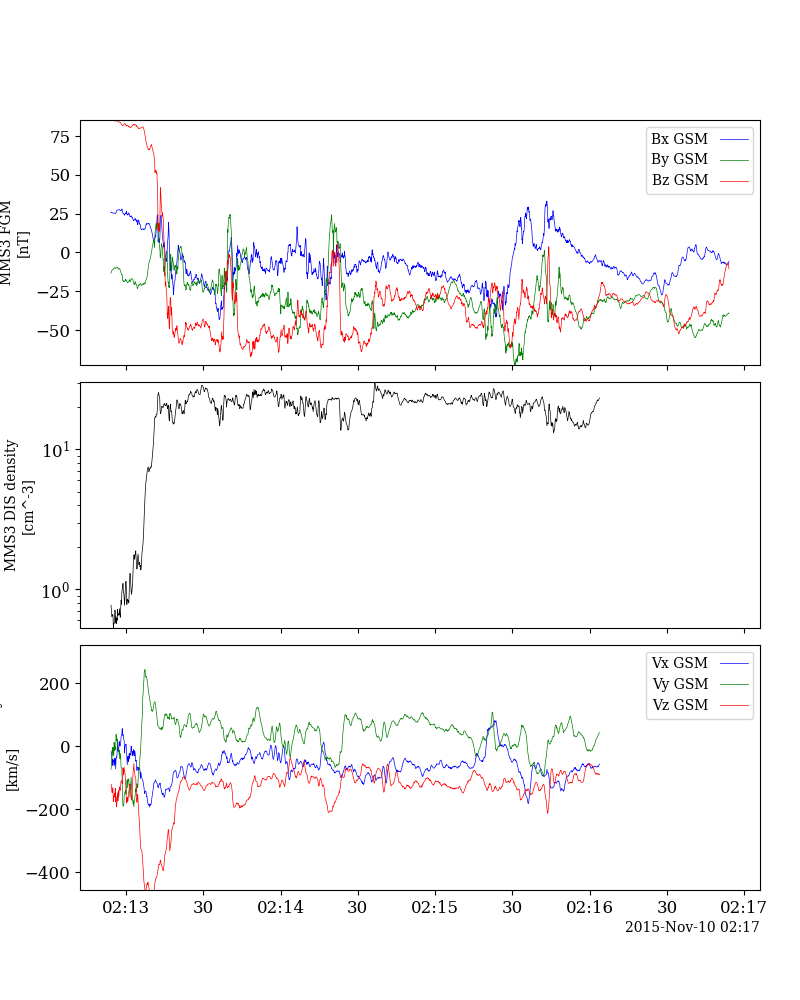 75
50
25
0
−25
−50
MMS3 FGM
[nT]
Bx GSM
By GSM
Bz GSM
10^1
10^0
MMS3 DIS density
[cm^-3]
200
0
−200
−400
[km/s]
Vx GSM
Vy GSM
Vz GSM
02:13 30 02:14 30 02:15 30 02:16 30 02:17
2015-Nov-10 02:17